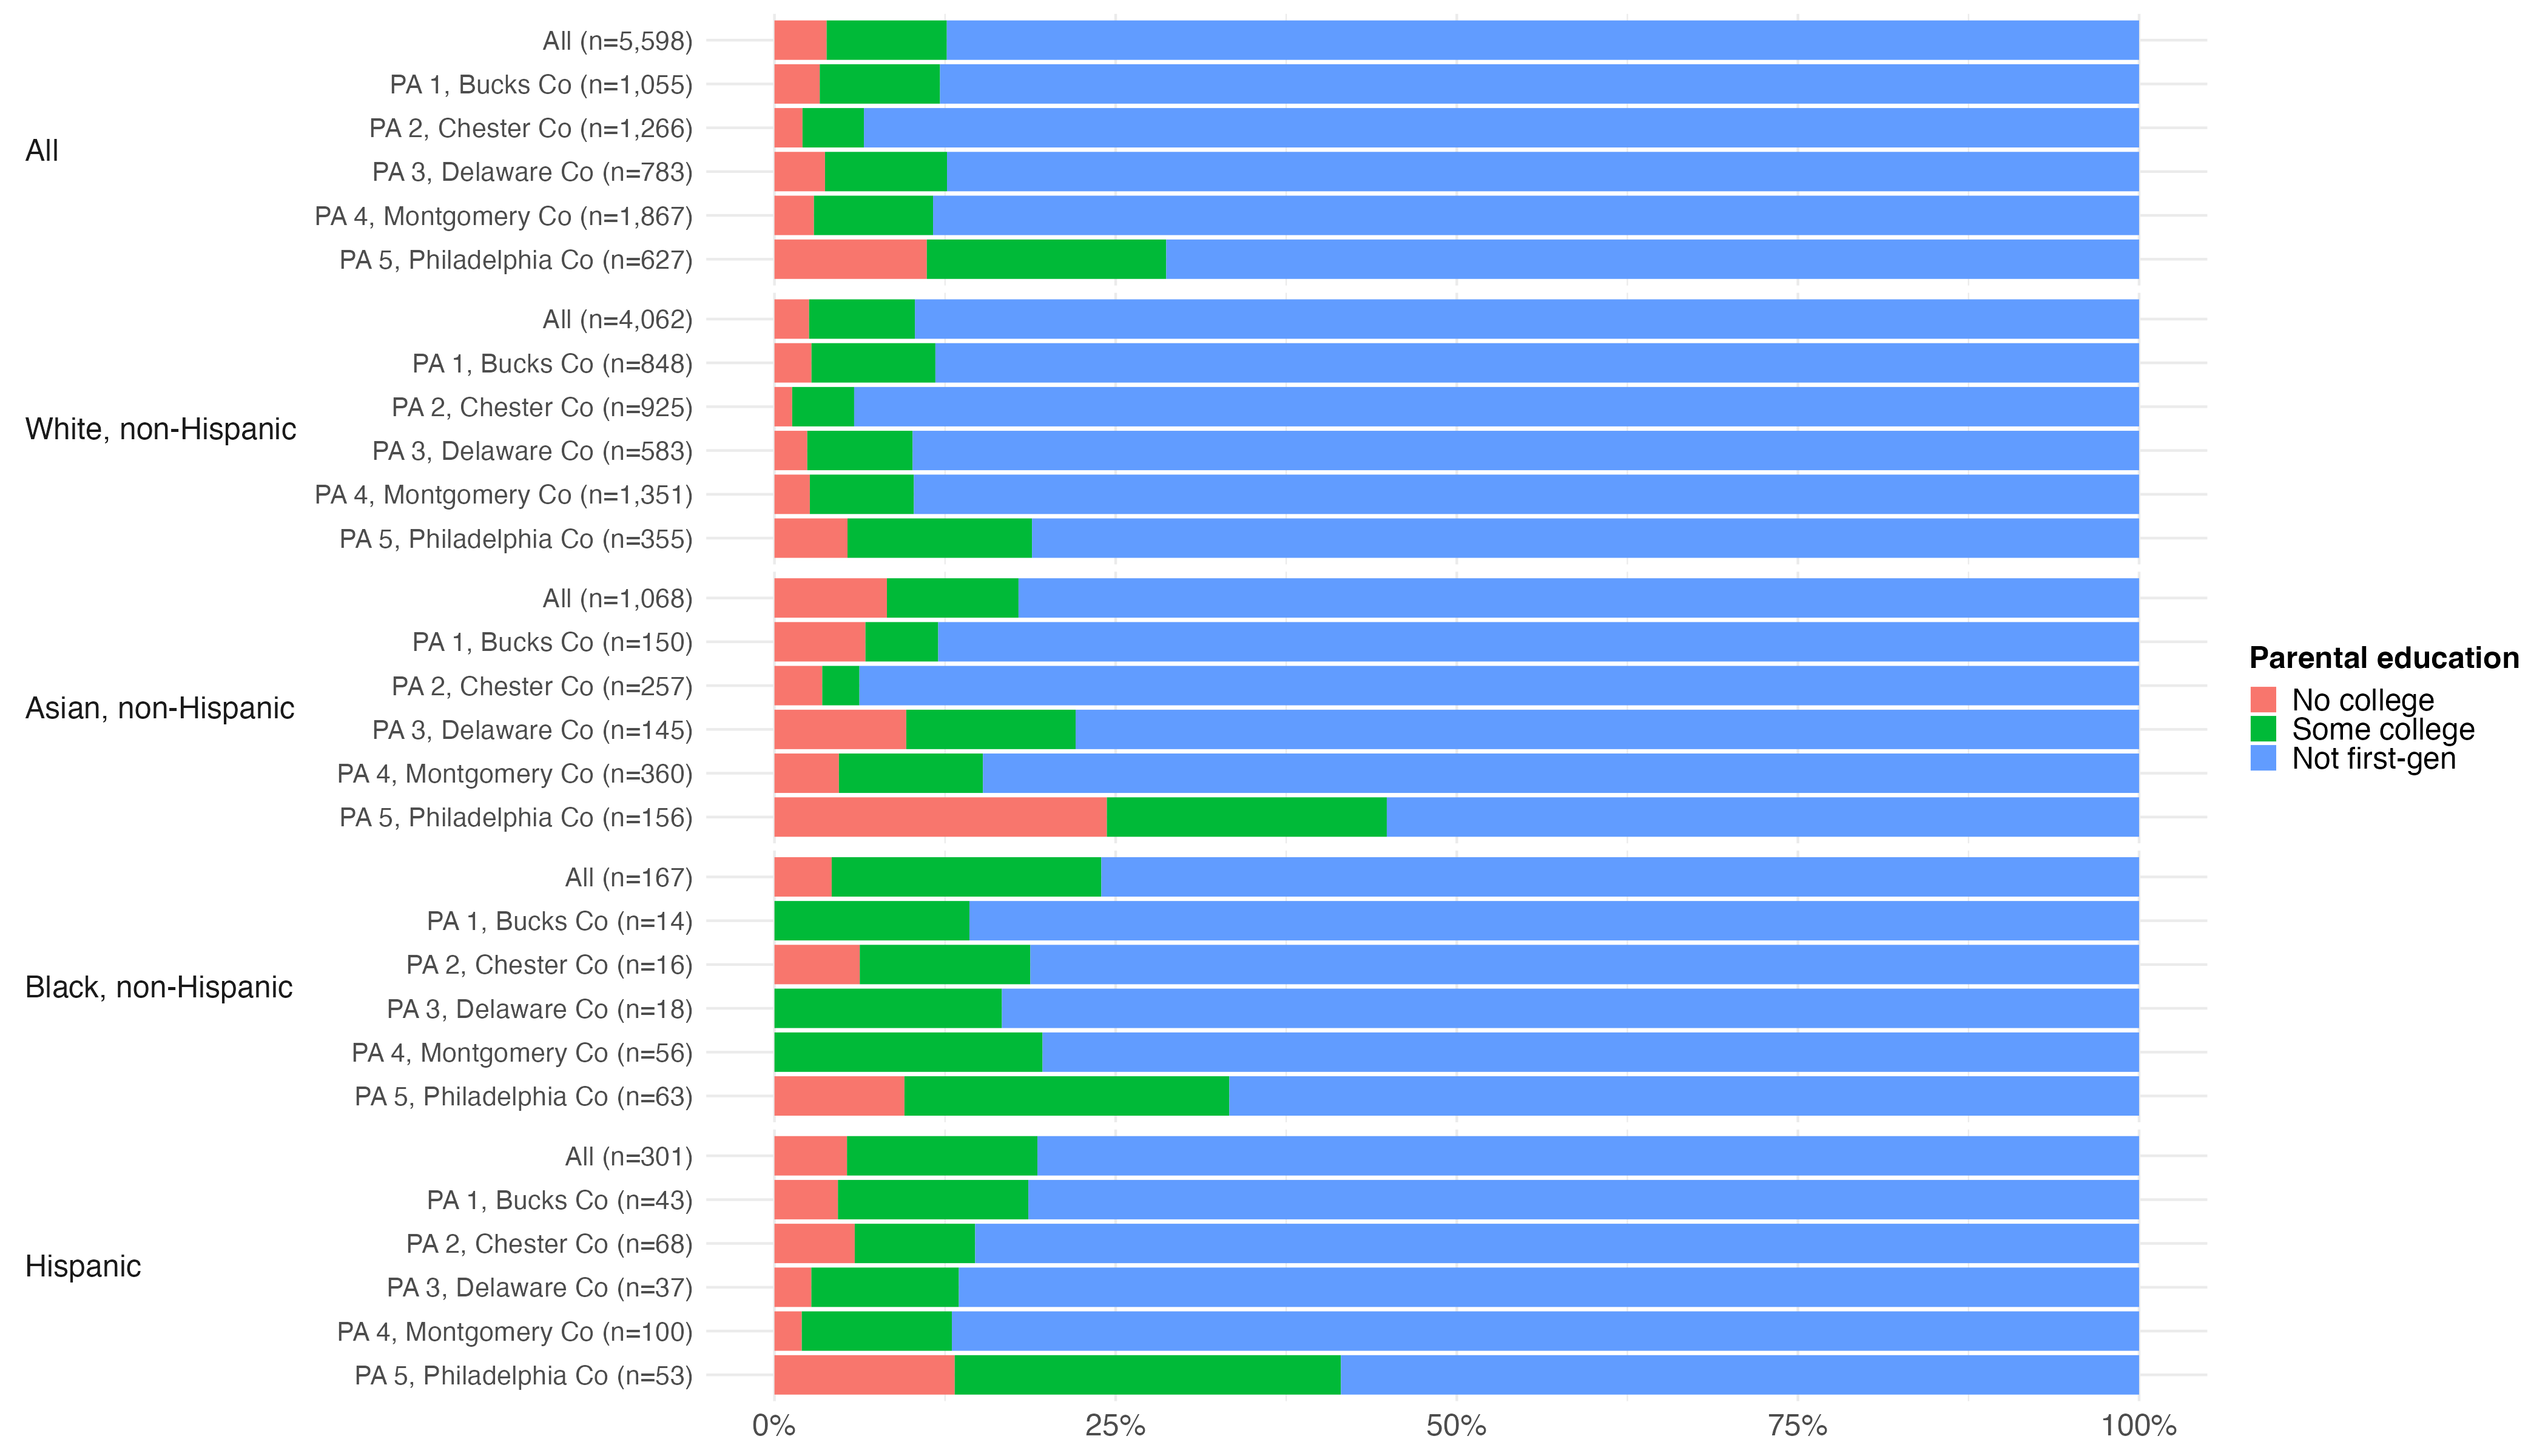 All
All (n=5,598)
PA 1, Bucks Co (n=1,055)
PA 2, Chester Co (n=1,266)
PA 3, Delaware Co (n=783)
PA 4, Montgomery Co (n=1,867)
PA 5, Philadelphia Co (n=627)
White, non-Hispanic
All (n=4,062)
PA 1, Bucks Co (n=848)
PA 2, Chester Co (n=925)
PA 3, Delaware Co (n=583)
PA 4, Montgomery Co (n=1,351)
PA 5, Philadelphia Co (n=355)
Asian, non-Hispanic
All (n=1,068)
PA 1, Bucks Co (n=150)
PA 2, Chester Co (n=257)
PA 3, Delaware Co (n=145)
PA 4, Montgomery Co (n=360)
PA 5, Philadelphia Co (n=156)
Black, non-Hispanic
All (n=167)
PA 1, Bucks Co (n=14)
PA 2, Chester Co (n=16)
PA 3, Delaware Co (n=18)
PA 4, Montgomery Co (n=56)
PA 5, Philadelphia Co (n=63)
Hispanic
All (n=301)
PA 1, Bucks Co (n=43)
PA 2, Chester Co (n=68)
PA 3, Delaware Co (n=37)
PA 4, Montgomery Co (n=100)
PA 5, Philadelphia Co (n=53)
0% 25% 50% 75% 100%
Parental education
No college
Some college
Not first-gen